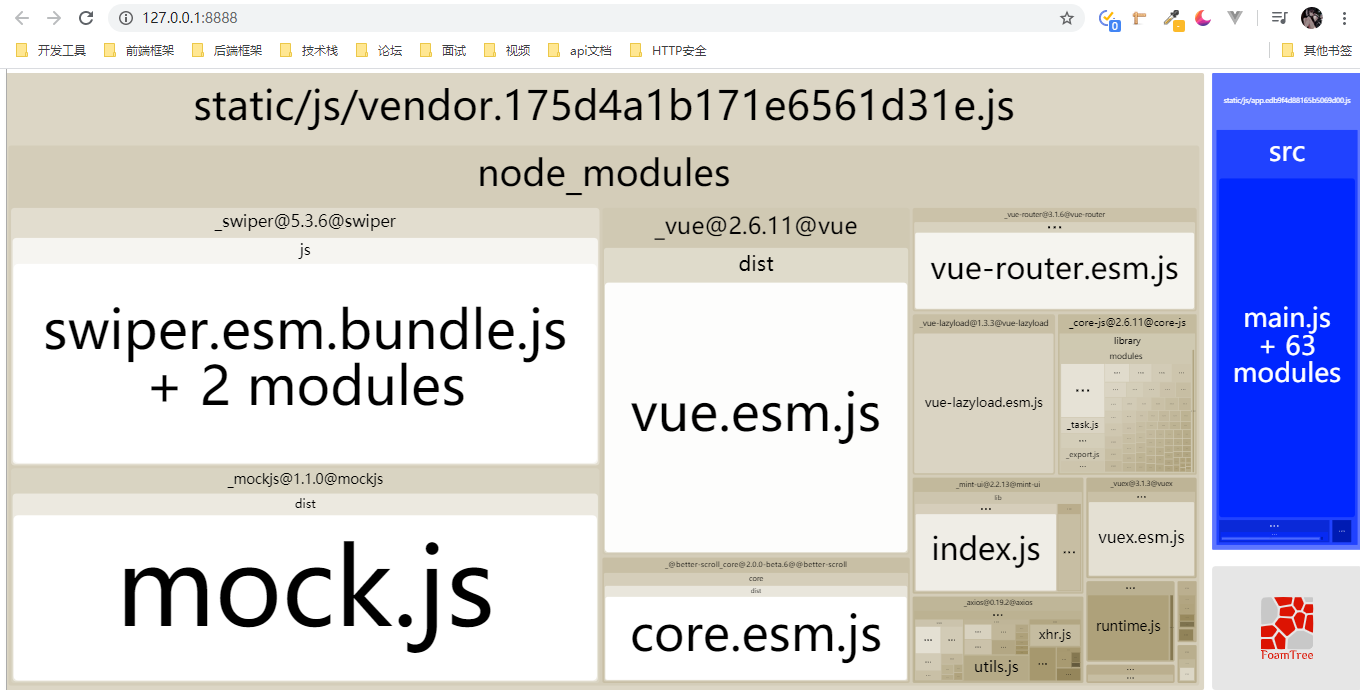 127.0.0.1:8888
0
开发工具 前端框架 后端框架 技术栈 论坛 面试 视频 api文档 HTTP安全 其他书签
static/js/vendor.175d4a1b171e6561d31e.js
node_modules
_swiper@5.3.6@swiper
js
swiper.esm.bundle.js
+ 2 modules
_mockjs@1.1.0@mockjs
dist
mock.js
_vue@2.6.11@vue
dist
vue.esm.js
_@better-scroll_core@2.0.0-beta.6@@better-scroll
core
dist
core.esm.js
_vue-router@3.1.6@vue-router
...
vue-router.esm.js
_vue-lazyload@1.3.3@vue-lazyload
vue-lazyload.esm.js
_core-js@2.6.11@core-js
library
modules
...
_task.js
...
_export.js
...
_mint-ui@2.2.13@mint-ui
lib
...
index.js
...
_vuex@3.1.3@vuex
...
vuex.esm.js
_axios@0.19.2@axios
...
xhr.js
utils.js
...
...
runtime.js
...
...
static/js/app.edb9f4d88165b5069d00.js
src
main.js
+ 63
modules
...
...
...
FoamTree